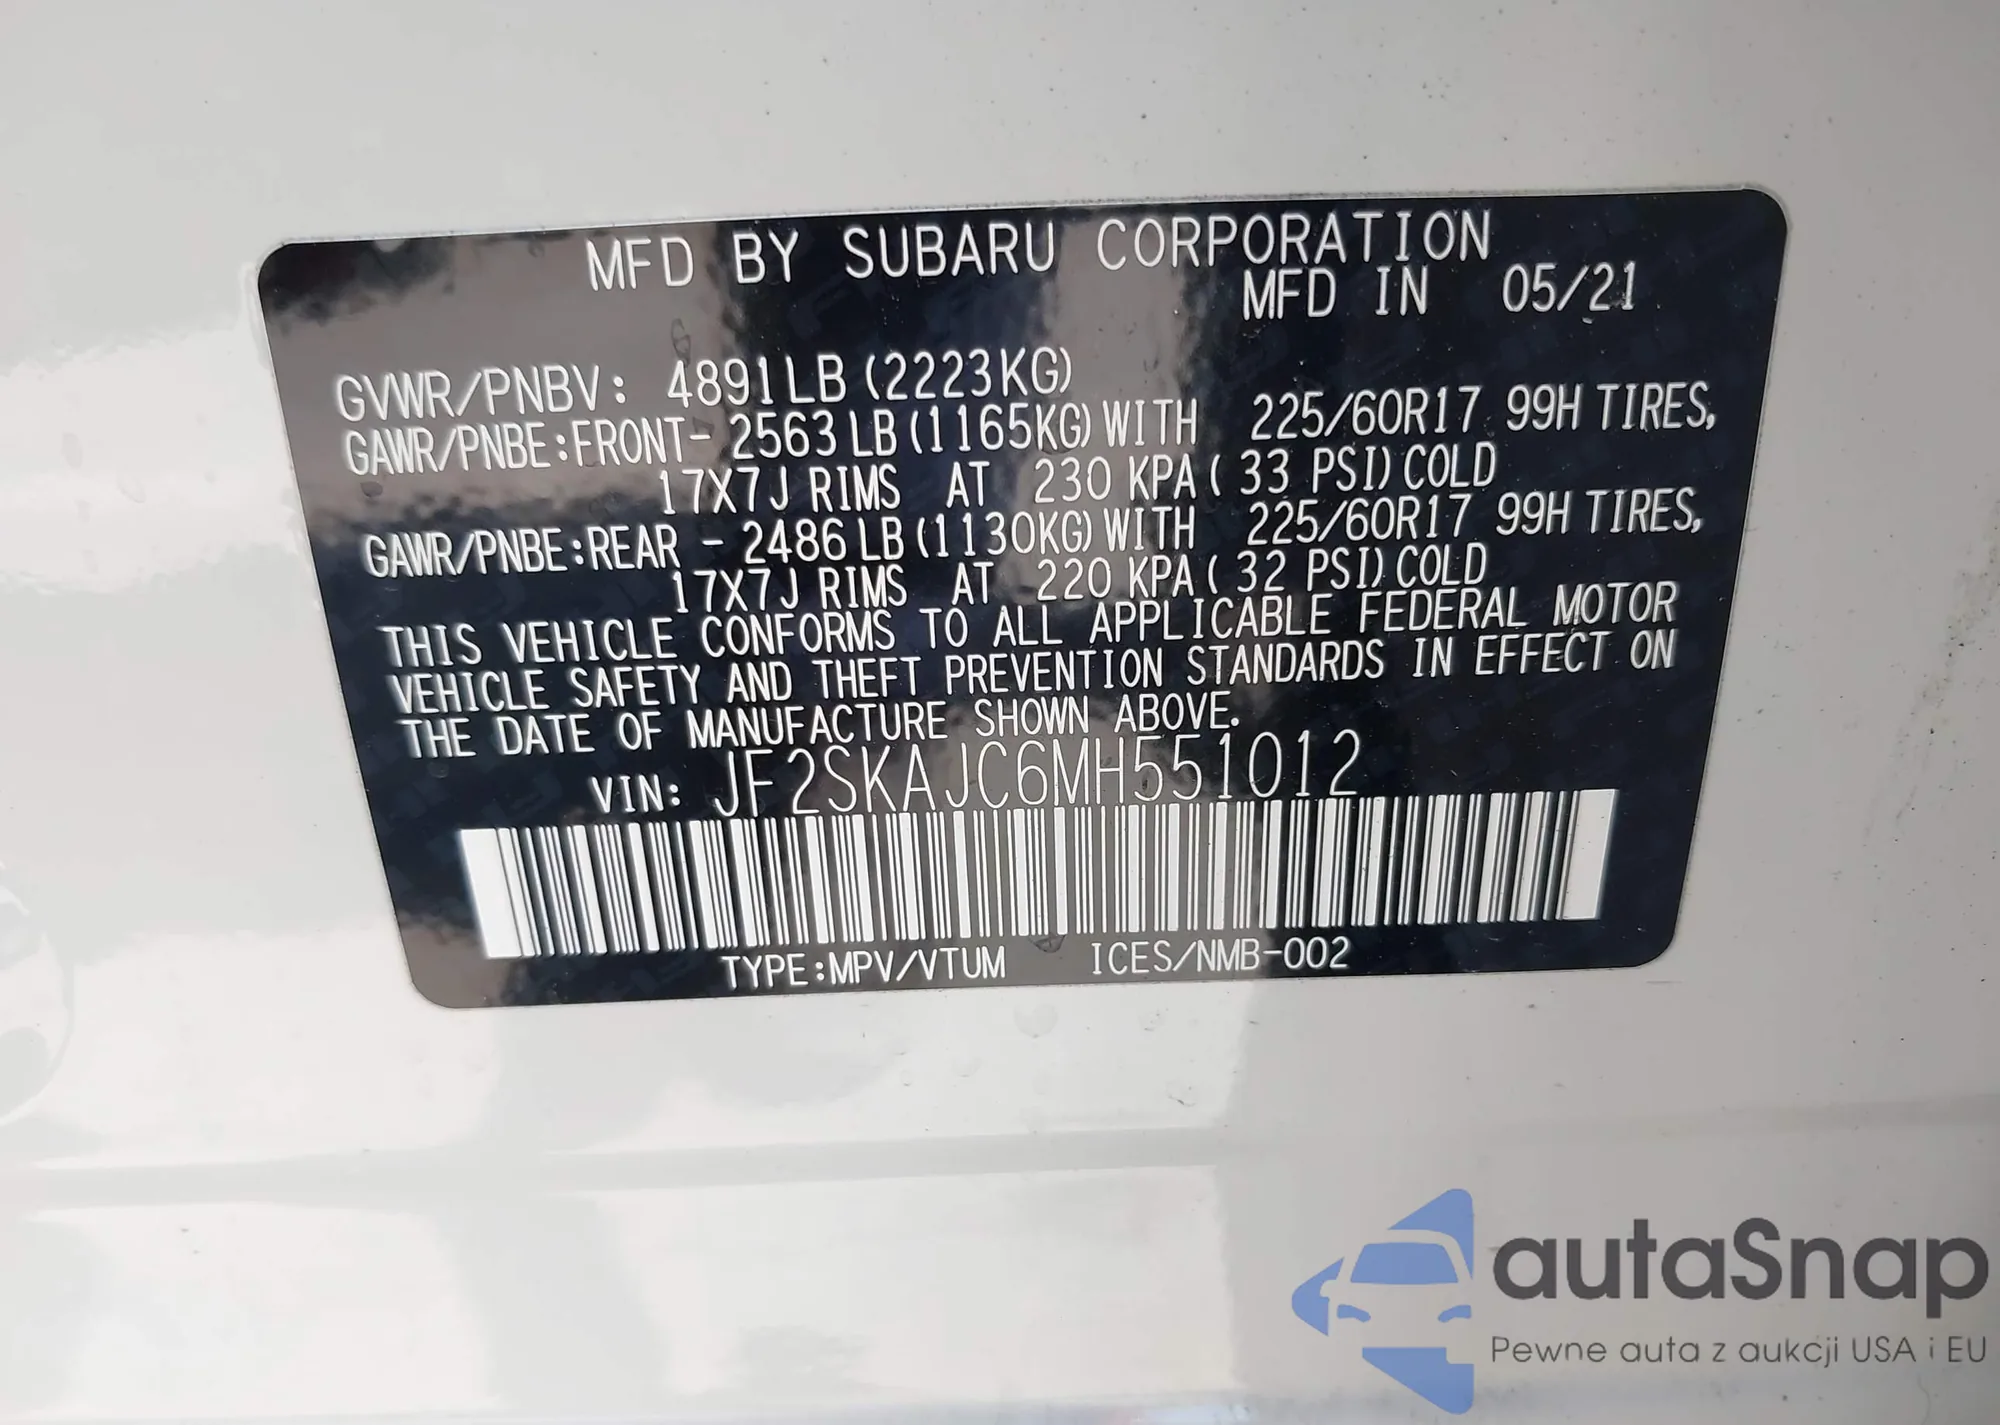 MFD BY SUBARU CORPORATION
MFD IN 05/21
GVWR/PNBV: 4891LB (2223KG)
GAWR/PNBE:FRONT- 2563 LB (1165KG) WITH 225/60R17 99H TIRES,
17X7J RIMS AT 230 KPA ( 33 PSI) COLD
GAWR/PNBE:REAR - 2486 LB (1130KG) WITH 225/60R17 99H TIRES,
17X7J RIMS AT 220 KPA ( 32 PSI) COLD
THIS VEHICLE CONFORMS TO ALL APPLICABLE FEDERAL MOTOR
VEHICLE SAFETY AND THEFT PREVENTION STANDARDS IN EFFECT ON
THE DATE OF MANUFACTURE SHOWN ABOVE.
VIN: JF2SKAJC6MH551012
TYPE:MPV/VTUM ICES/NMB-002
autaSnap
Pewne auta z aukcji USA i EU